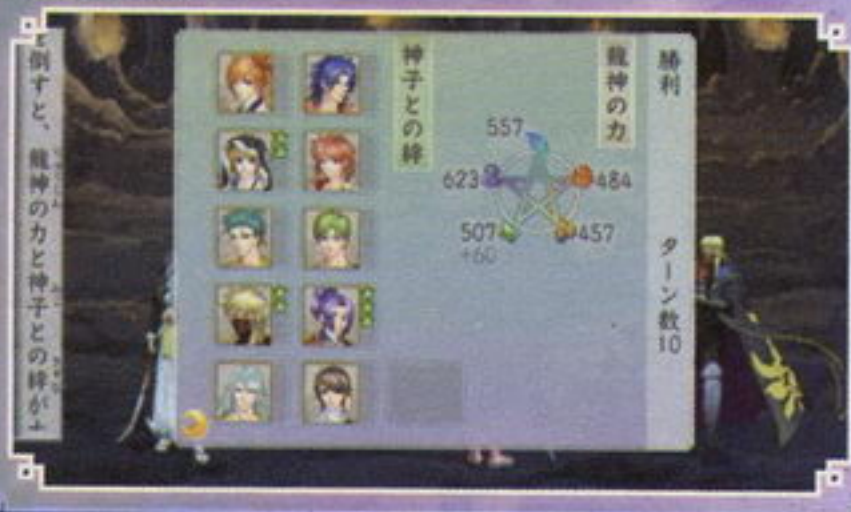 勝利
ターン数10
龍神の力
557
623
484
507
+60
457
神子との絆
倒すと、龍神の力と神子との絆が